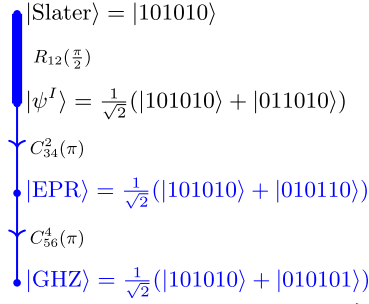 |Slater⟩ = |101010⟩
R₁₂(π/2)
|ψᴵ⟩ = 1/√2(|101010⟩ + |011010⟩)
C²₃₄(π)
|EPR⟩ = 1/√2(|101010⟩ + |010110⟩)
C⁴₅₆(π)
|GHZ⟩ = 1/√2(|101010⟩ + |010101⟩)